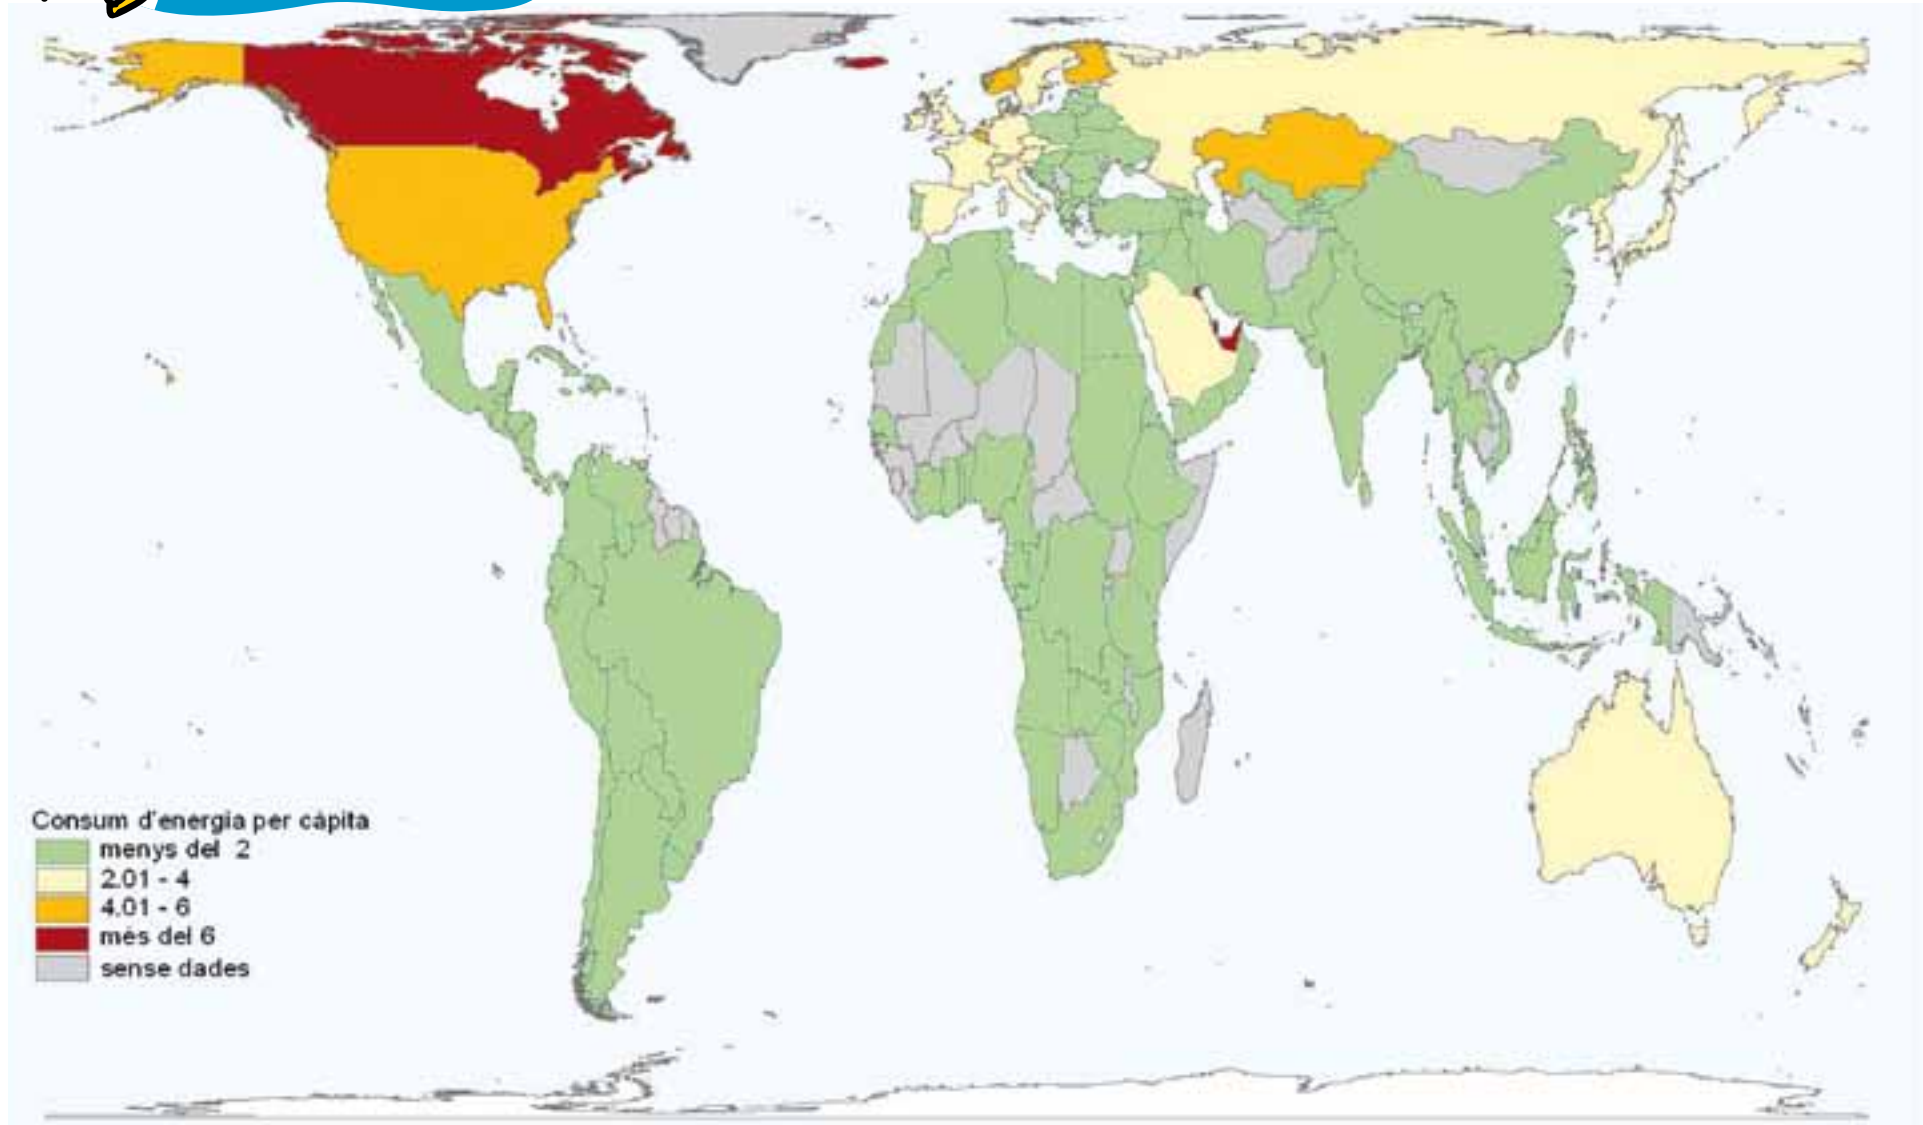 Consum d'energia per càpita
menys del 2
2.01 - 4
4.01 - 6
més del 6
sense dades